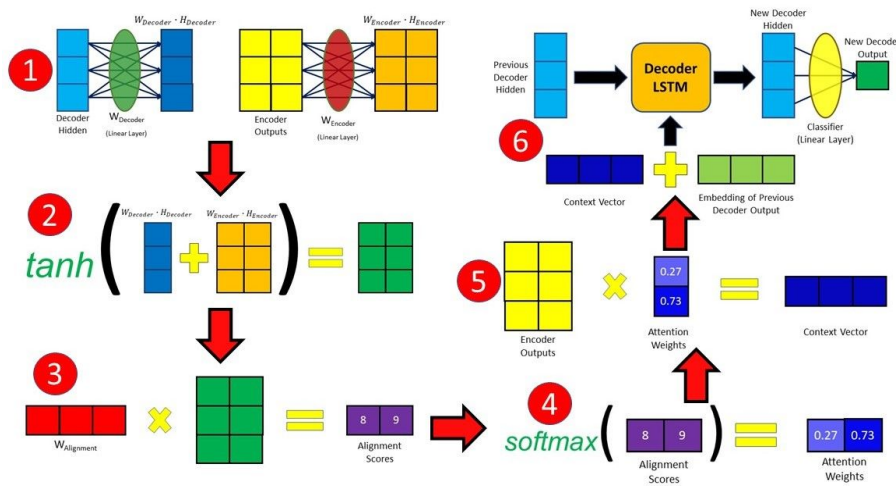 1
W_Decoder · H_Decoder
Decoder
Hidden
W_Decoder
(Linear Layer)
W_Encoder · H_Encoder
Encoder
Outputs
W_Encoder
(Linear Layer)
2
tanh
(
W_Decoder · H_Decoder
+
W_Encoder · H_Encoder
)
=
3
W_Alignment
×
=
8 9
Alignment
Scores
4
softmax
(
8 9
)
Alignment
Scores
=
0.27 0.73
Attention
Weights
5
Encoder
Outputs
×
0.27
0.73
Attention
Weights
=
Context Vector
6
Context Vector
+
Embedding of Previous
Decoder Output
Previous
Decoder
Hidden
Decoder
LSTM
New Decoder
Hidden
Classifier
(Linear Layer)
New Decoder
Output